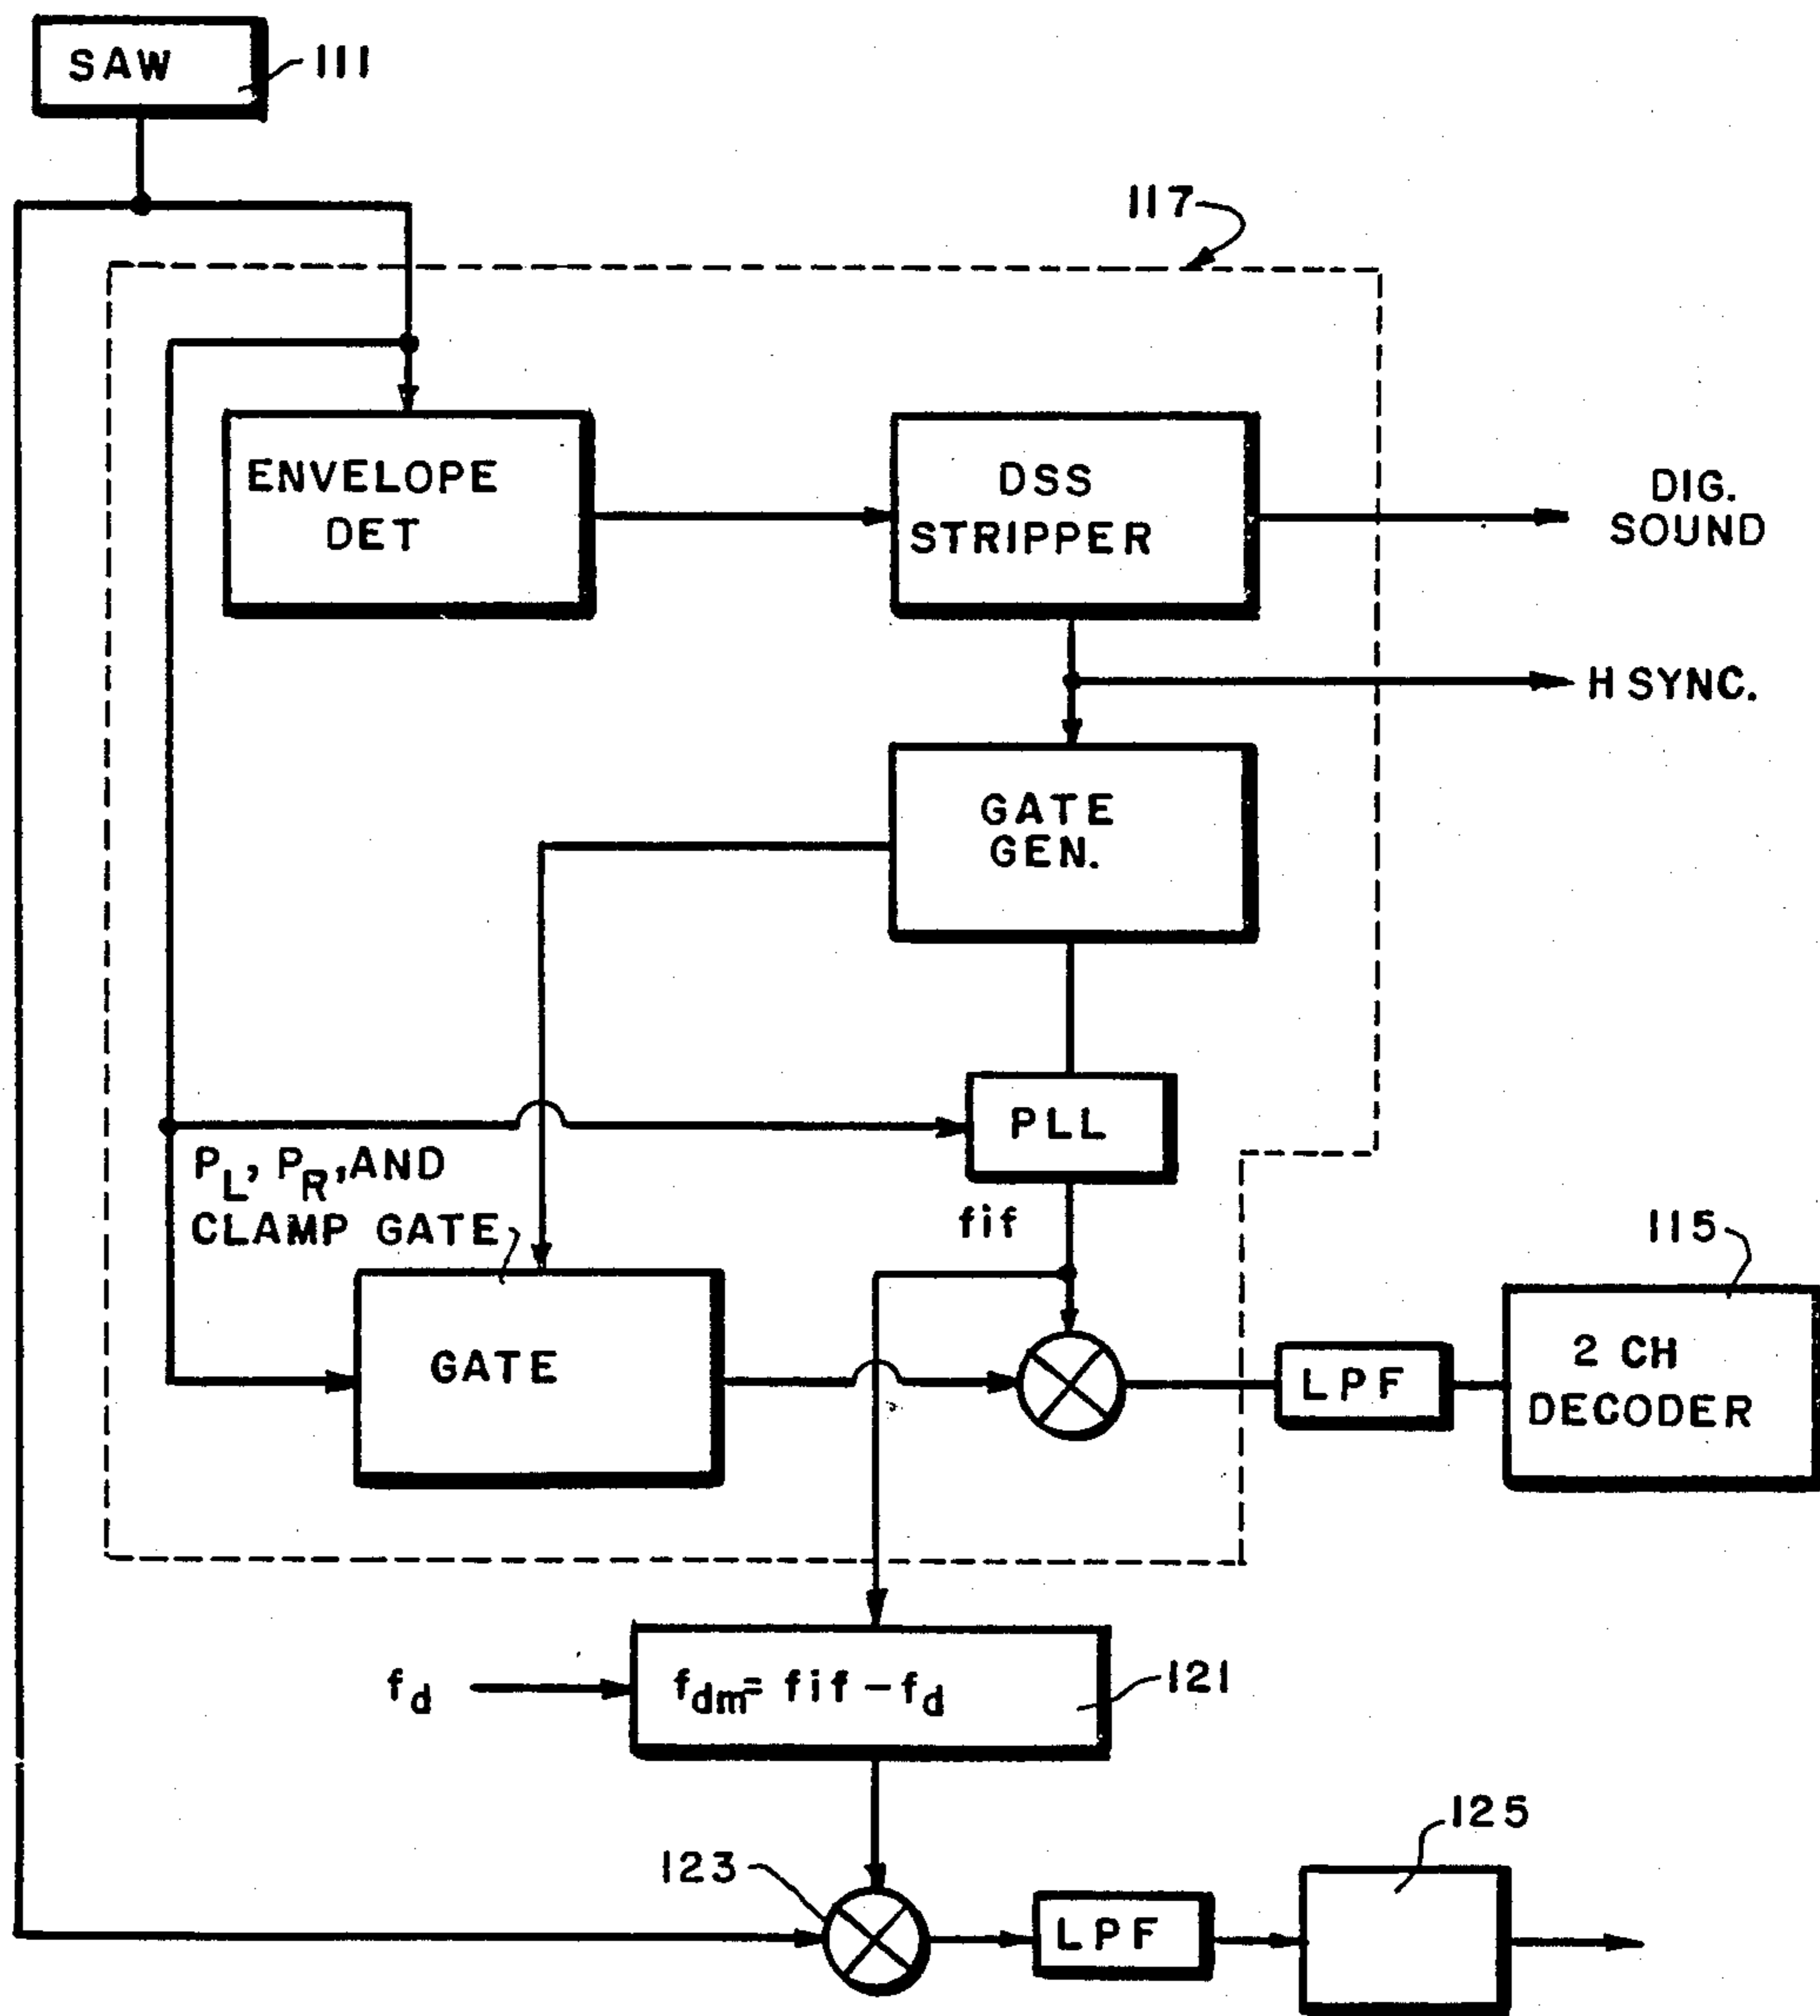 SAW
111
117
ENVELOPE
DET
DSS
STRIPPER
DIG.
SOUND
H SYNC.
GATE
GEN.
PLL
PL, PR, AND
CLAMP GATE
fif
115
GATE
LPF
2 CH
DECODER
fd
fdm= fif - fd
121
123
125
LPF